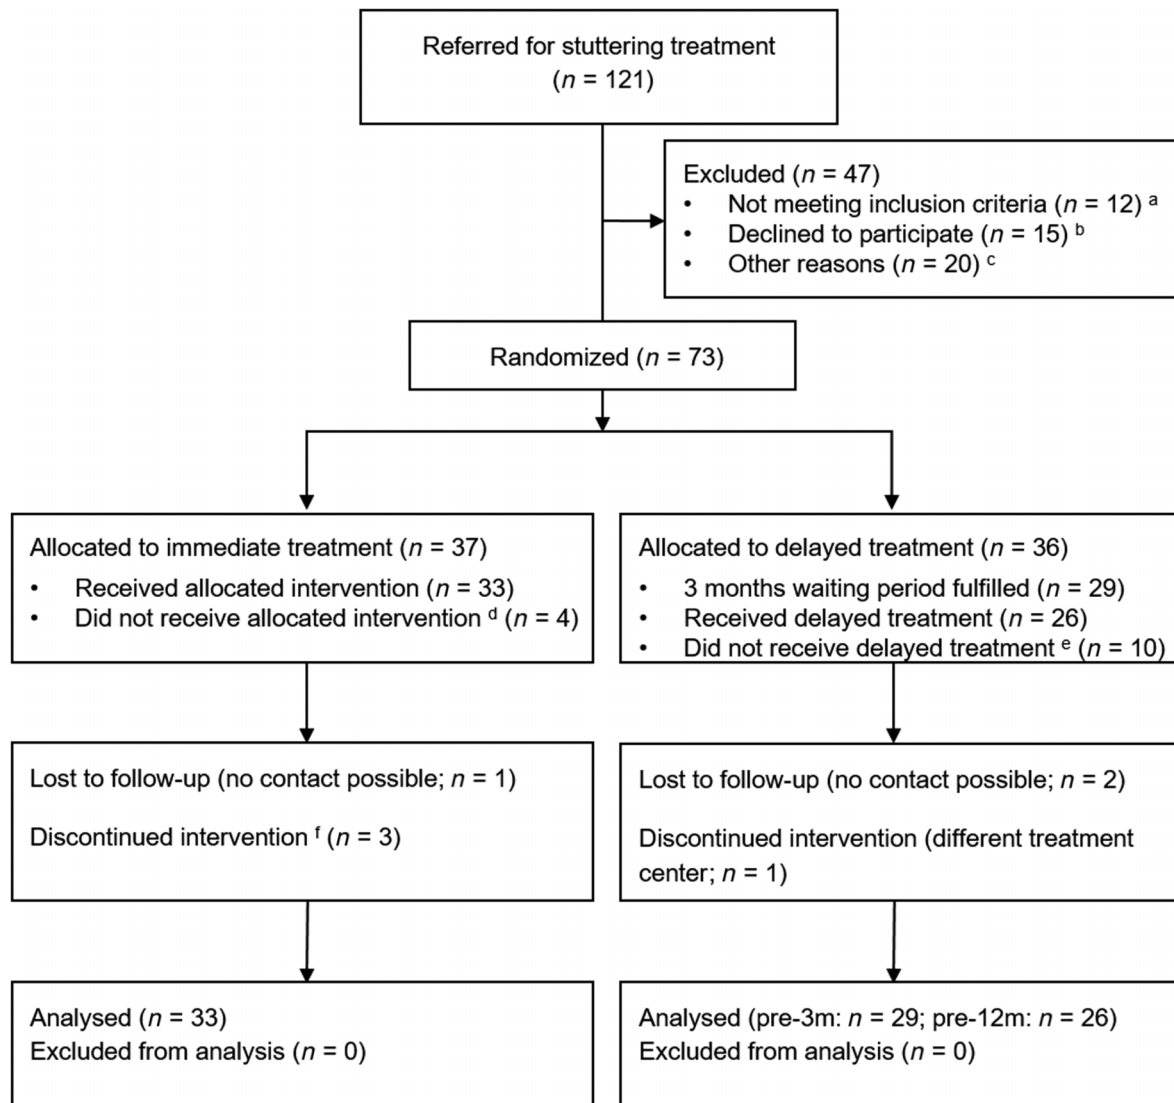 Referred for stuttering treatment
(n = 121)
Excluded (n = 47)
• Not meeting inclusion criteria (n = 12) a
• Declined to participate (n = 15) b
• Other reasons (n = 20) c
Randomized (n = 73)
Allocated to immediate treatment (n = 37)
• Received allocated intervention (n = 33)
• Did not receive allocated intervention d (n = 4)
Allocated to delayed treatment (n = 36)
• 3 months waiting period fulfilled (n = 29)
• Received delayed treatment (n = 26)
• Did not receive delayed treatment e (n = 10)
Lost to follow-up (no contact possible; n = 1)
Discontinued intervention f (n = 3)
Lost to follow-up (no contact possible; n = 2)
Discontinued intervention (different treatment
center; n = 1)
Analysed (n = 33)
Excluded from analysis (n = 0)
Analysed (pre-3m: n = 29; pre-12m: n = 26)
Excluded from analysis (n = 0)